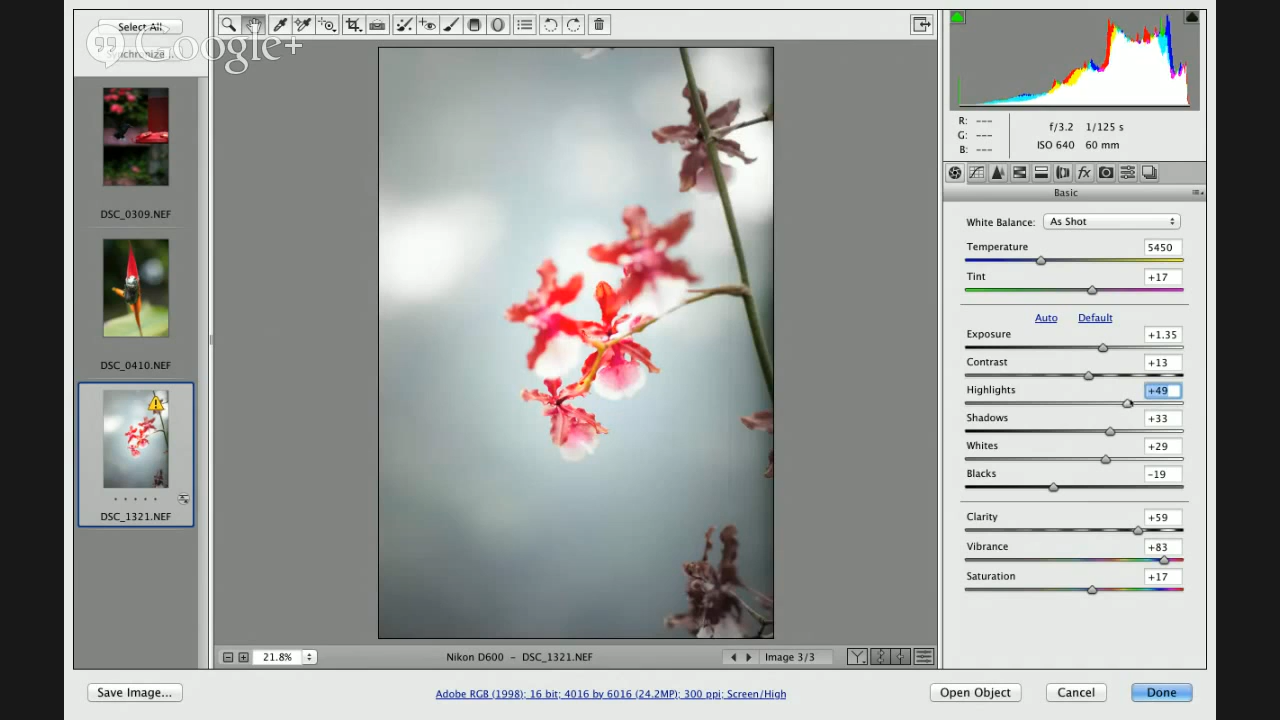 Select All
Google+
Synchronize...
DSC_0309.NEF
DSC_0410.NEF
DSC_1321.NEF
21.8%
Nikon D600 - DSC_1321.NEF
Image 3/3
R: ---
G: ---
B: ---
f/3.2 1/125 s
ISO 640 60 mm
Basic
White Balance: As Shot
Temperature 5450
Tint +17
Auto Default
Exposure +1.35
Contrast +13
Highlights +49
Shadows +33
Whites +29
Blacks -19
Clarity +59
Vibrance +83
Saturation +17
Save Image...
Adobe RGB (1998); 16 bit; 4016 by 6016 (24.2MP); 300 ppi; Screen/High
Open Object
Cancel
Done